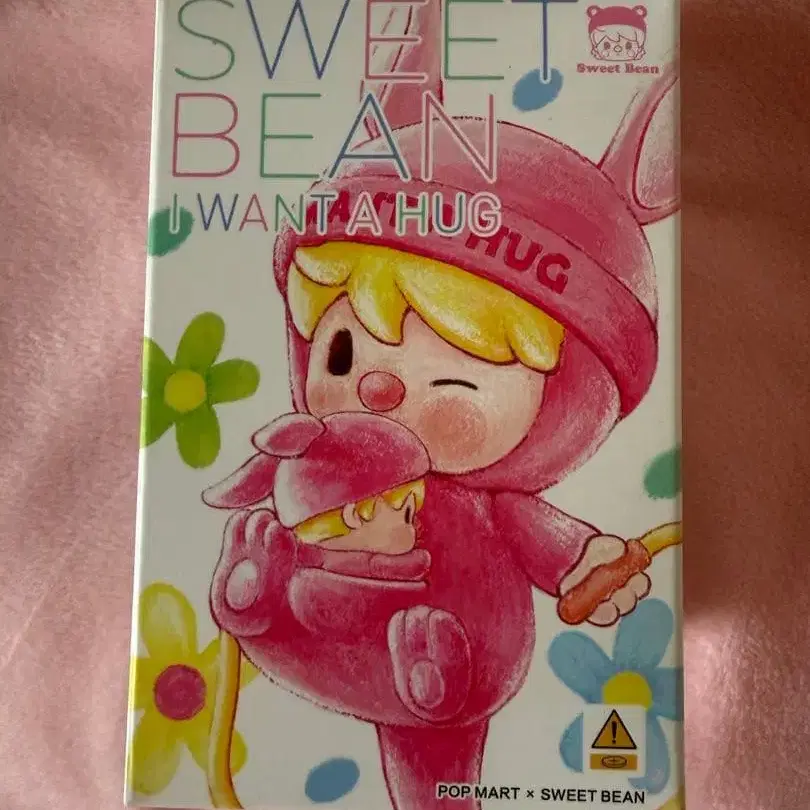 SWEET
BEAN
I WANT A HUG
Sweet Bean
HUG
POP MART × SWEET BEAN